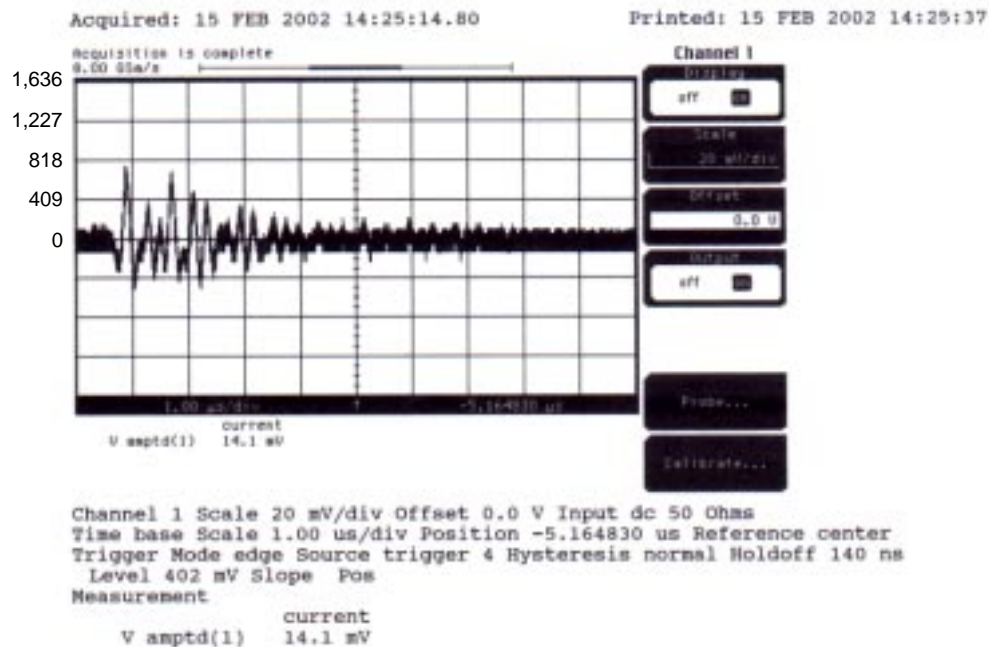 Acquired: 15 FEB 2002 14:25:14.80
Printed: 15 FEB 2002 14:25:37
Acquisition is complete
8.00 GSa/s
Channel 1
Display
off on
Scale
20 mV/div
Offset
0.0 V
Output
off on
Probe...
Calibrate...
1,636
1,227
818
409
0
1.00 us/div
-5.164830 us
current
V amptd(1) 14.1 mV
Channel 1 Scale 20 mV/div Offset 0.0 V Input dc 50 Ohms
Time base Scale 1.00 us/div Position -5.164830 us Reference center
Trigger Mode edge Source trigger 4 Hysteresis normal Holdoff 140 ns
Level 402 mV Slope Pos
Measurement
current
V amptd(1) 14.1 mV